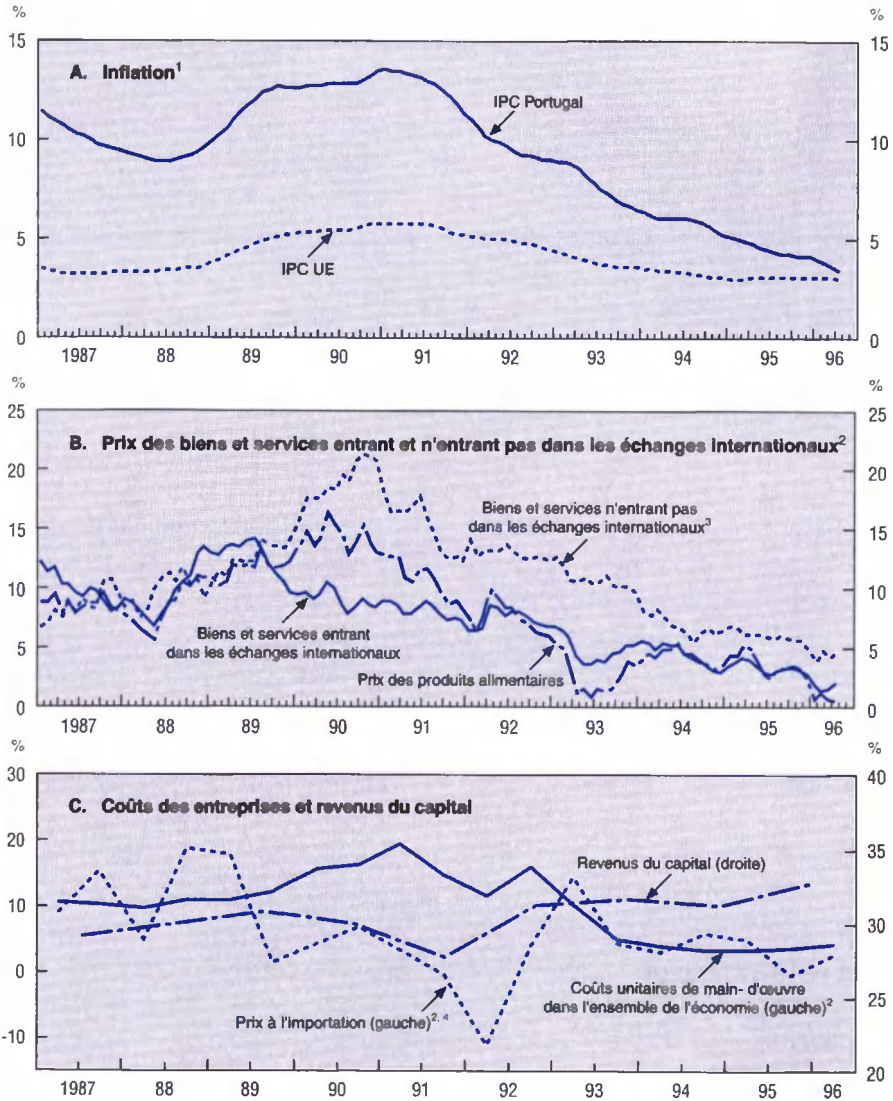 % %
15 15
A. Inflation¹
IPC Portugal
10 10
5 5
IPC UE
0 0
1987 88 89 90 91 92 93 94 95 96
% %
25 25
B. Prix des biens et services entrant et n'entrant pas dans les échanges internationaux²
20 20
Biens et services n'entrant pas
dans les échanges internationaux³
15 15
10 10
Biens et services entrant
dans les échanges internationaux
5 5
Prix des produits alimentaires
0 0
1987 88 89 90 91 92 93 94 95 96
% %
30 40
C. Coûts des entreprises et revenus du capital
20 35
Revenus du capital (droite)
10 30
0
Coûts unitaires de main- d'œuvre
dans l'ensemble de l'économie (gauche)²
25
Prix à l'importation (gauche)²,⁴
-10
20
1987 88 89 90 91 92 93 94 95 96